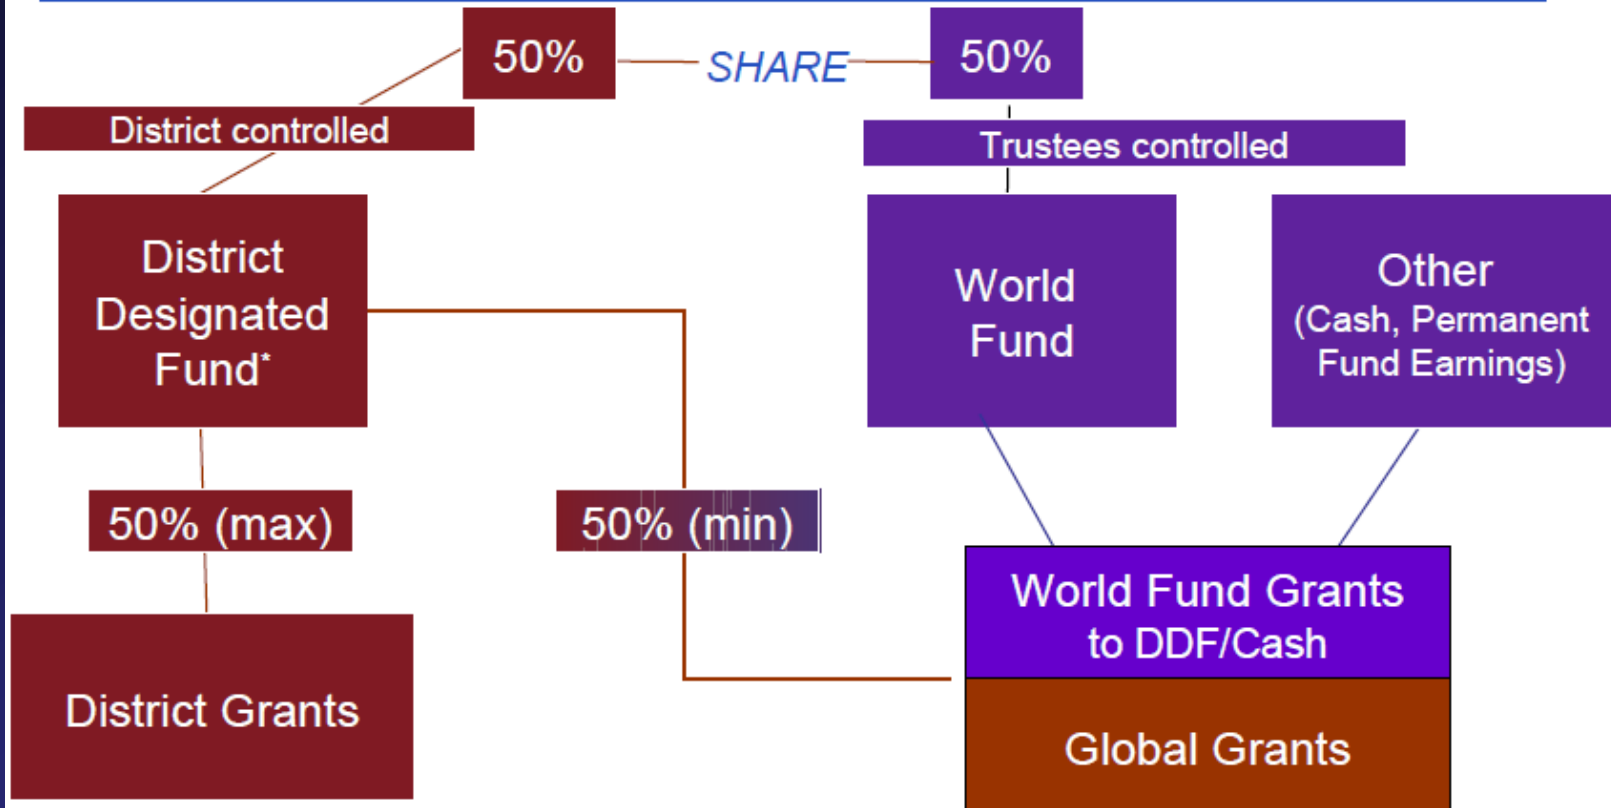 50%
SHARE
50%
District controlled
Trustees controlled
District
Designated
Fund*
World
Fund
Other
(Cash, Permanent
Fund Earnings)
50% (max)
50% (min)
World Fund Grants
to DDF/Cash
District Grants
Global Grants